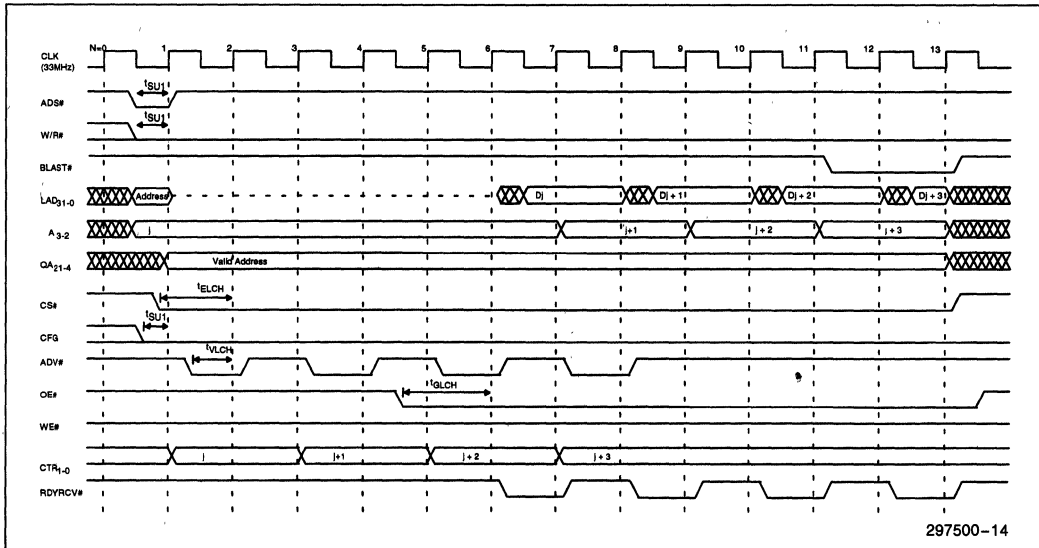 N=0 1 2 3 4 5 6 7 8 9 10 11 12 13
CLK
(33MHz)
tSU1
ADS#
tSU1
W/R#
BLAST#
LAD31-0 Address Dj Dj + 1 Dj + 2 Dj + 3
A3-2 j j+1 j + 2 j + 3
QA21-4 Valid Address
tELCH
CS#
tSU1
CFG
tVLCH
ADV#
tGLCH
OE#
WE#
CTR1-0 j j+1 j + 2 j + 3
RDYRCV#
297500-14